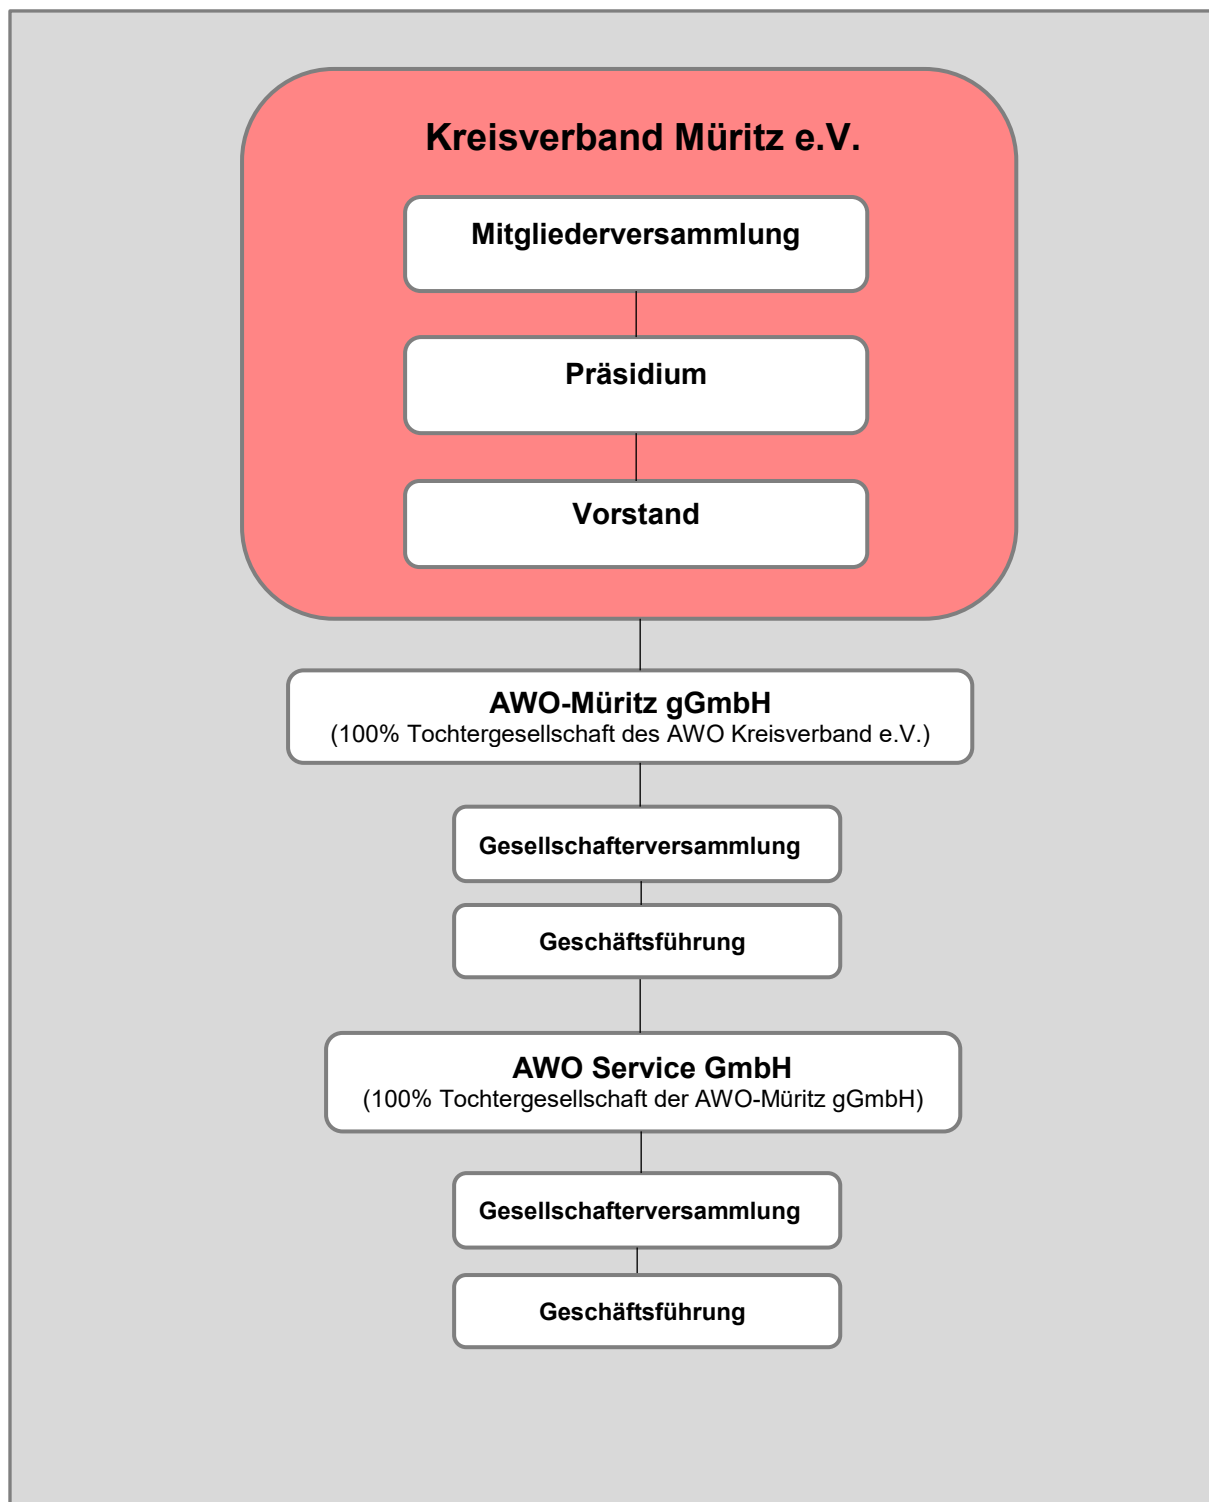 Kreisverband Müritz e.V.
Mitgliederversammlung
Präsidium
Vorstand
AWO-Müritz gGmbH
(100% Tochtergesellschaft des AWO Kreisverband e.V.)
Gesellschafterversammlung
Geschäftsführung
AWO Service GmbH
(100% Tochtergesellschaft der AWO-Müritz gGmbH)
Gesellschafterversammlung
Geschäftsführung